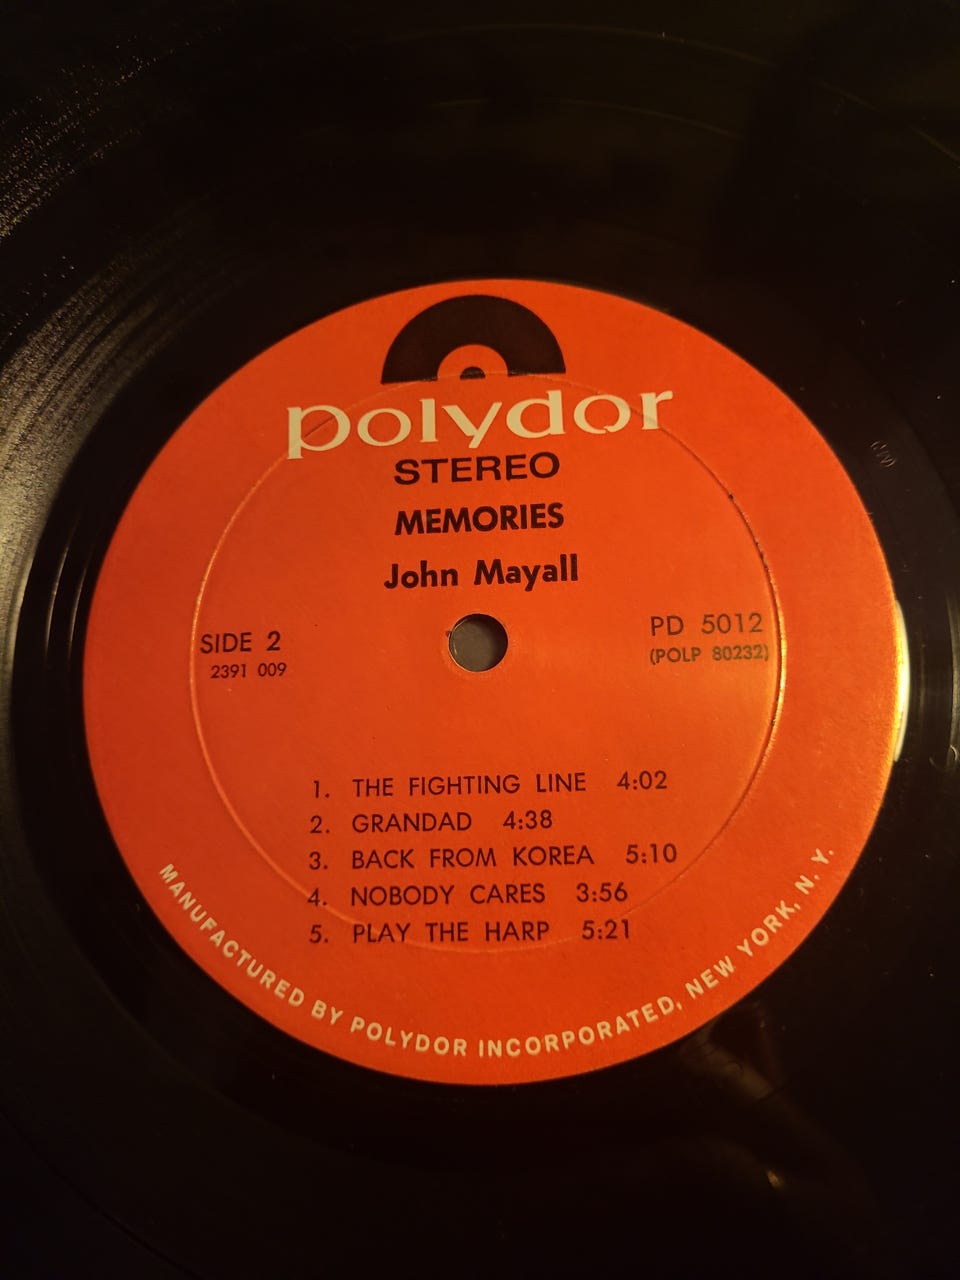 polydor
STEREO
MEMORIES
John Mayall
SIDE 2
2391 009
PD 5012
(POLP 80232)
1. THE FIGHTING LINE 4:02
2. GRANDAD 4:38
3. BACK FROM KOREA 5:10
4. NOBODY CARES 3:56
5. PLAY THE HARP 5:21
MANUFACTURED BY POLYDOR INCORPORATED, NEW YORK, N. Y.